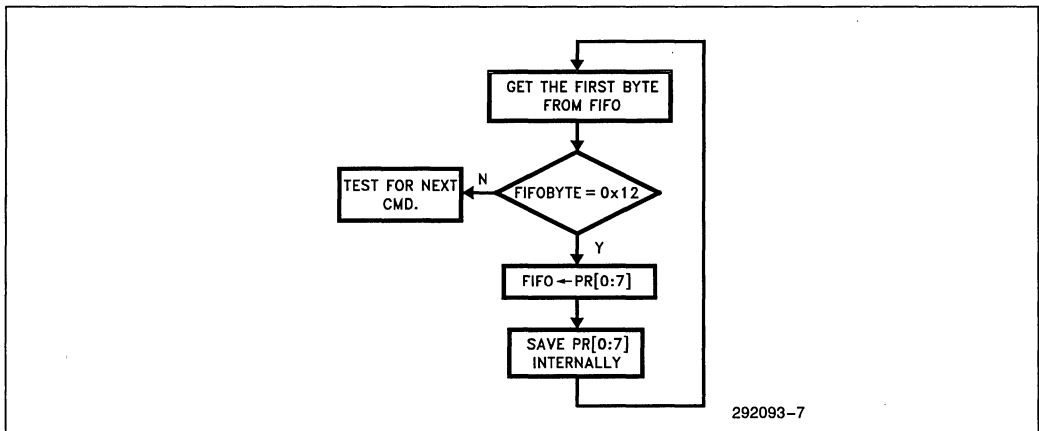 GET THE FIRST BYTE
FROM FIFO
TEST FOR NEXT
CMD.
N
FIFOBYTE = 0x12
Y
FIFO ← PR[0:7]
SAVE PR[0:7]
INTERNALLY
292093-7